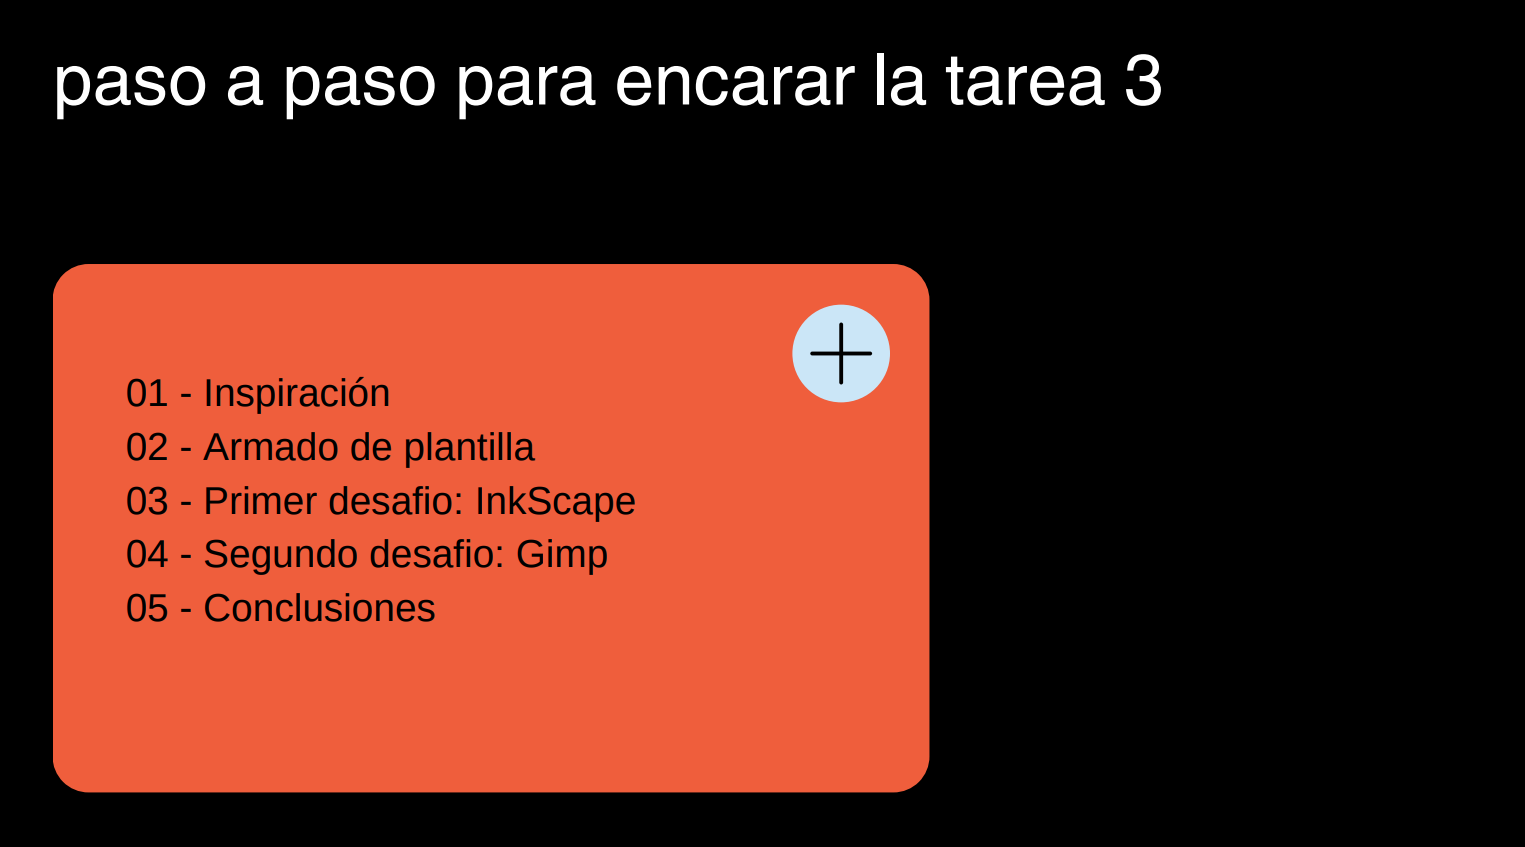 paso a paso para encarar la tarea 3
01 - Inspiración
02 - Armado de plantilla
03 - Primer desafio: InkScape
04 - Segundo desafio: Gimp
05 - Conclusiones